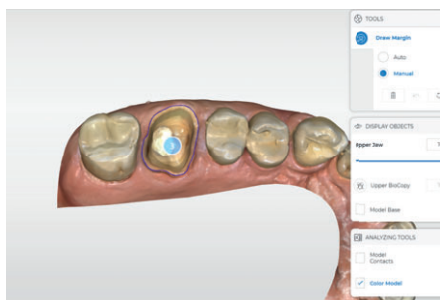 TOOLS
Draw Margin
Auto
Manual
DISPLAY OBJECTS
Upper Jaw
Upper BioCopy
Model Base
ANALYZING TOOLS
Model
Contacts
Color Model